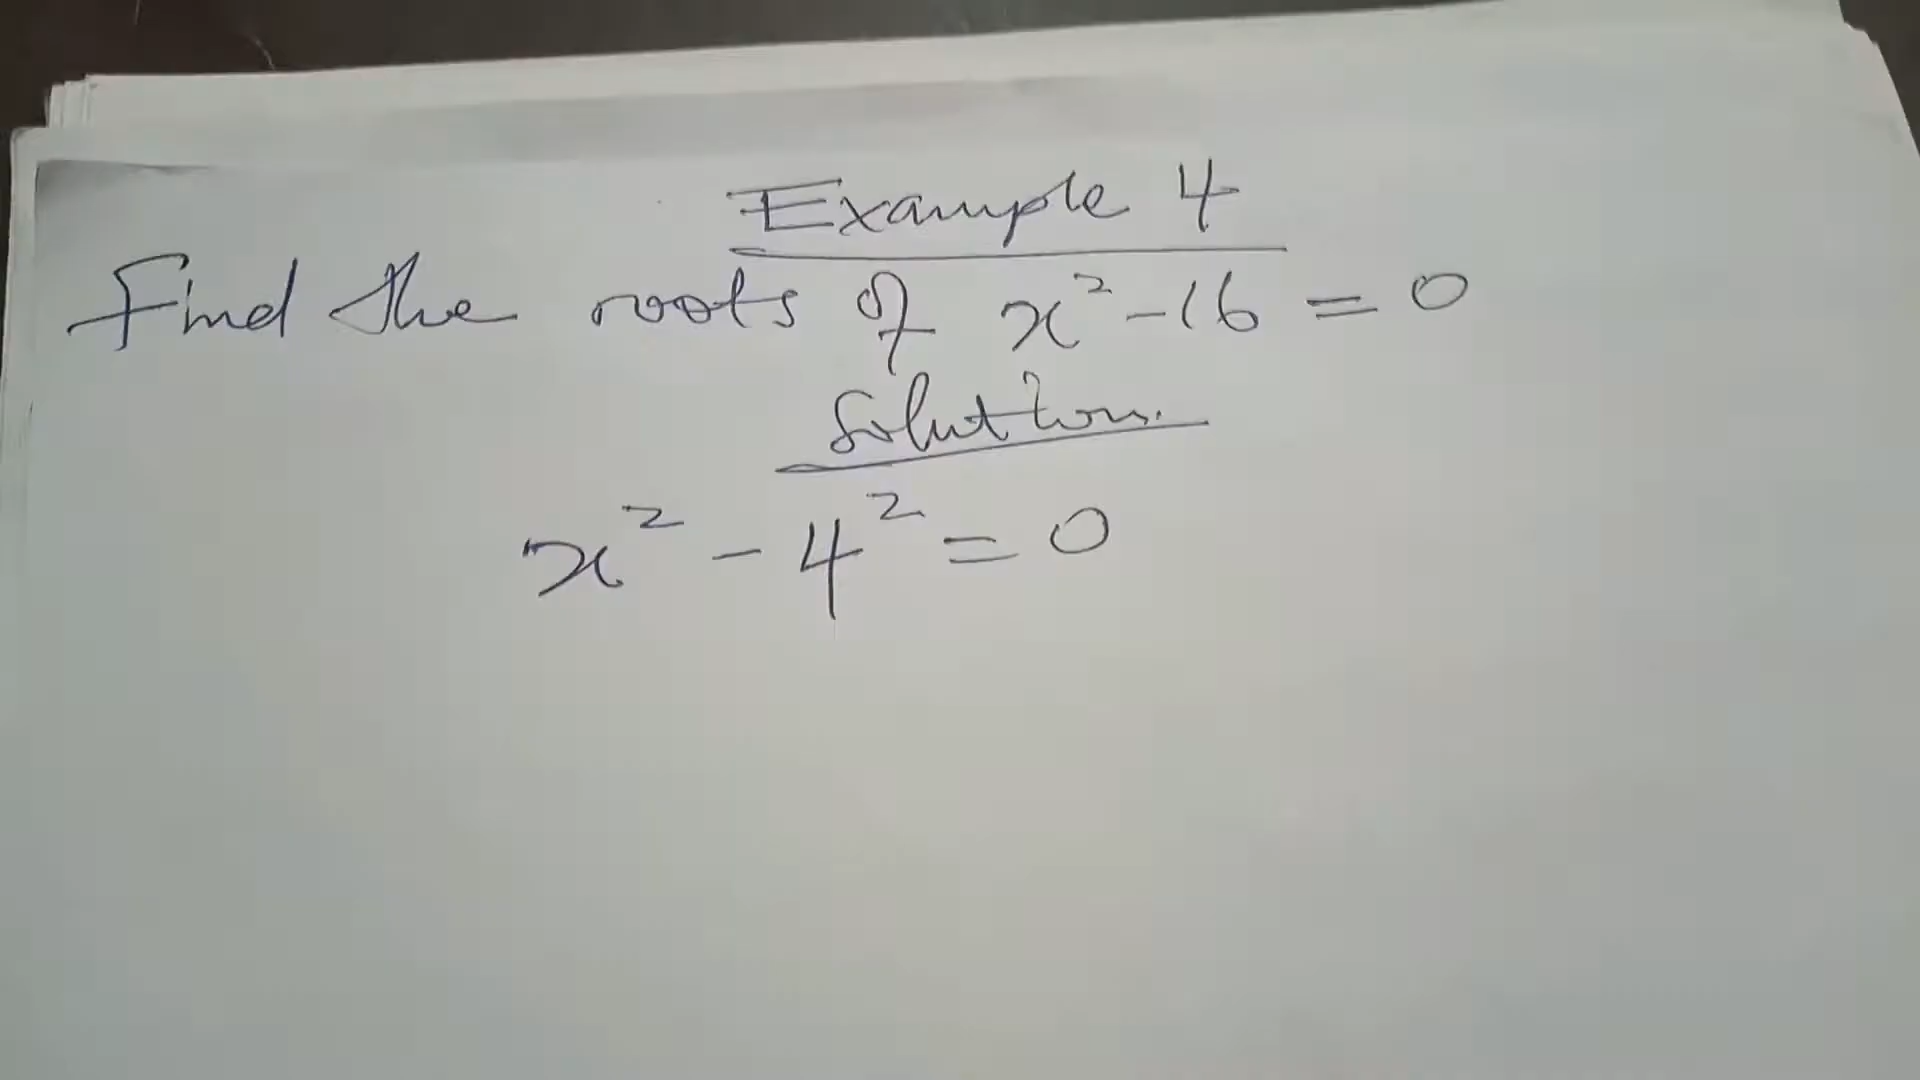 Example 4
Find the roots of x² - 16 = 0
Solution.
x² - 4² = 0